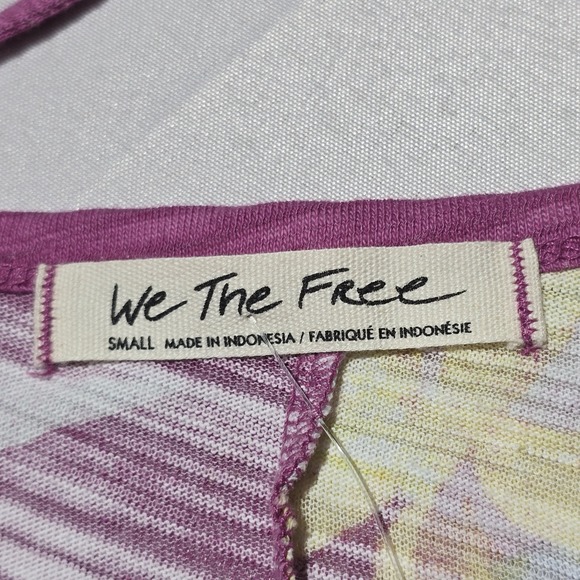 We The Free
SMALL MADE IN INDONESIA / FABRIQUÉ EN INDONÉSIE